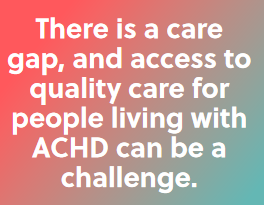 There is a care
gap, and access to
quality care for
people living with
ACHD can be a
challenge.